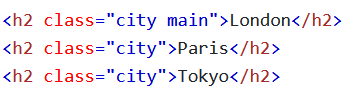 <h2 class="city main">London</h2>
<h2 class="city">Paris</h2>
<h2 class="city">Tokyo</h2>